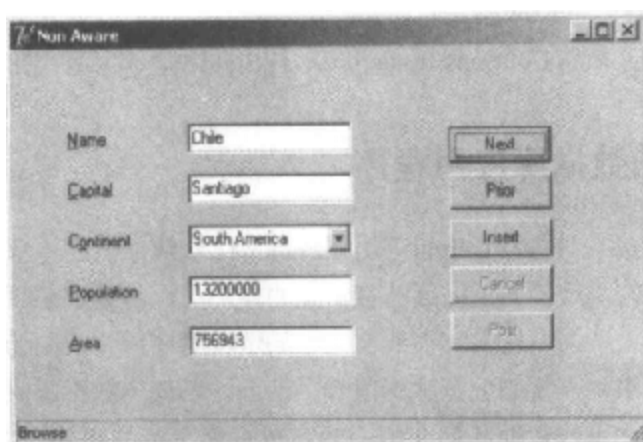 Non Aware
Name Chile Next
Capital Santiago Prior
Continent South America Insert
Population 13200000 Cancel
Area 756943 Post
Browse